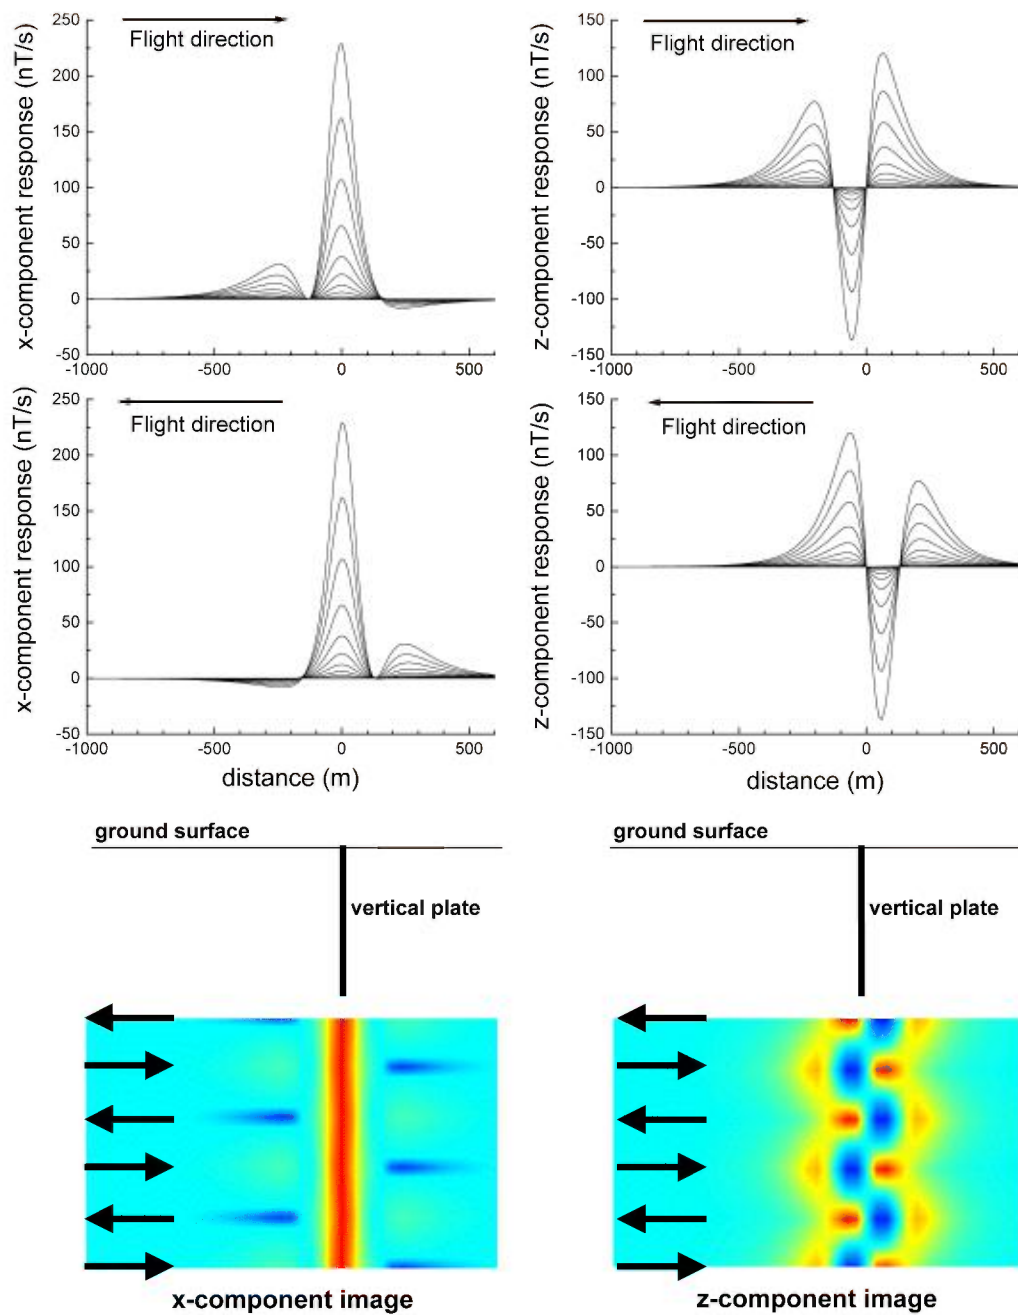 Flight direction
x-component response (nT/s)
250
200
150
100
50
0
-50
-1000
-500
0
500
Flight direction
z-component response (nT/s)
150
100
50
0
-50
-100
150
-1000
-500
0
500
Flight direction
x-component response (nT/s)
250
200
150
100
50
0
-50
-1000
-500
0
500
distance (m)
Flight direction
z-component response (nT/s)
150
100
50
0
-50
-100
-150
-1000
-500
0
500
distance (m)
ground surface
vertical plate
x-component image
ground surface
vertical plate
z-component image